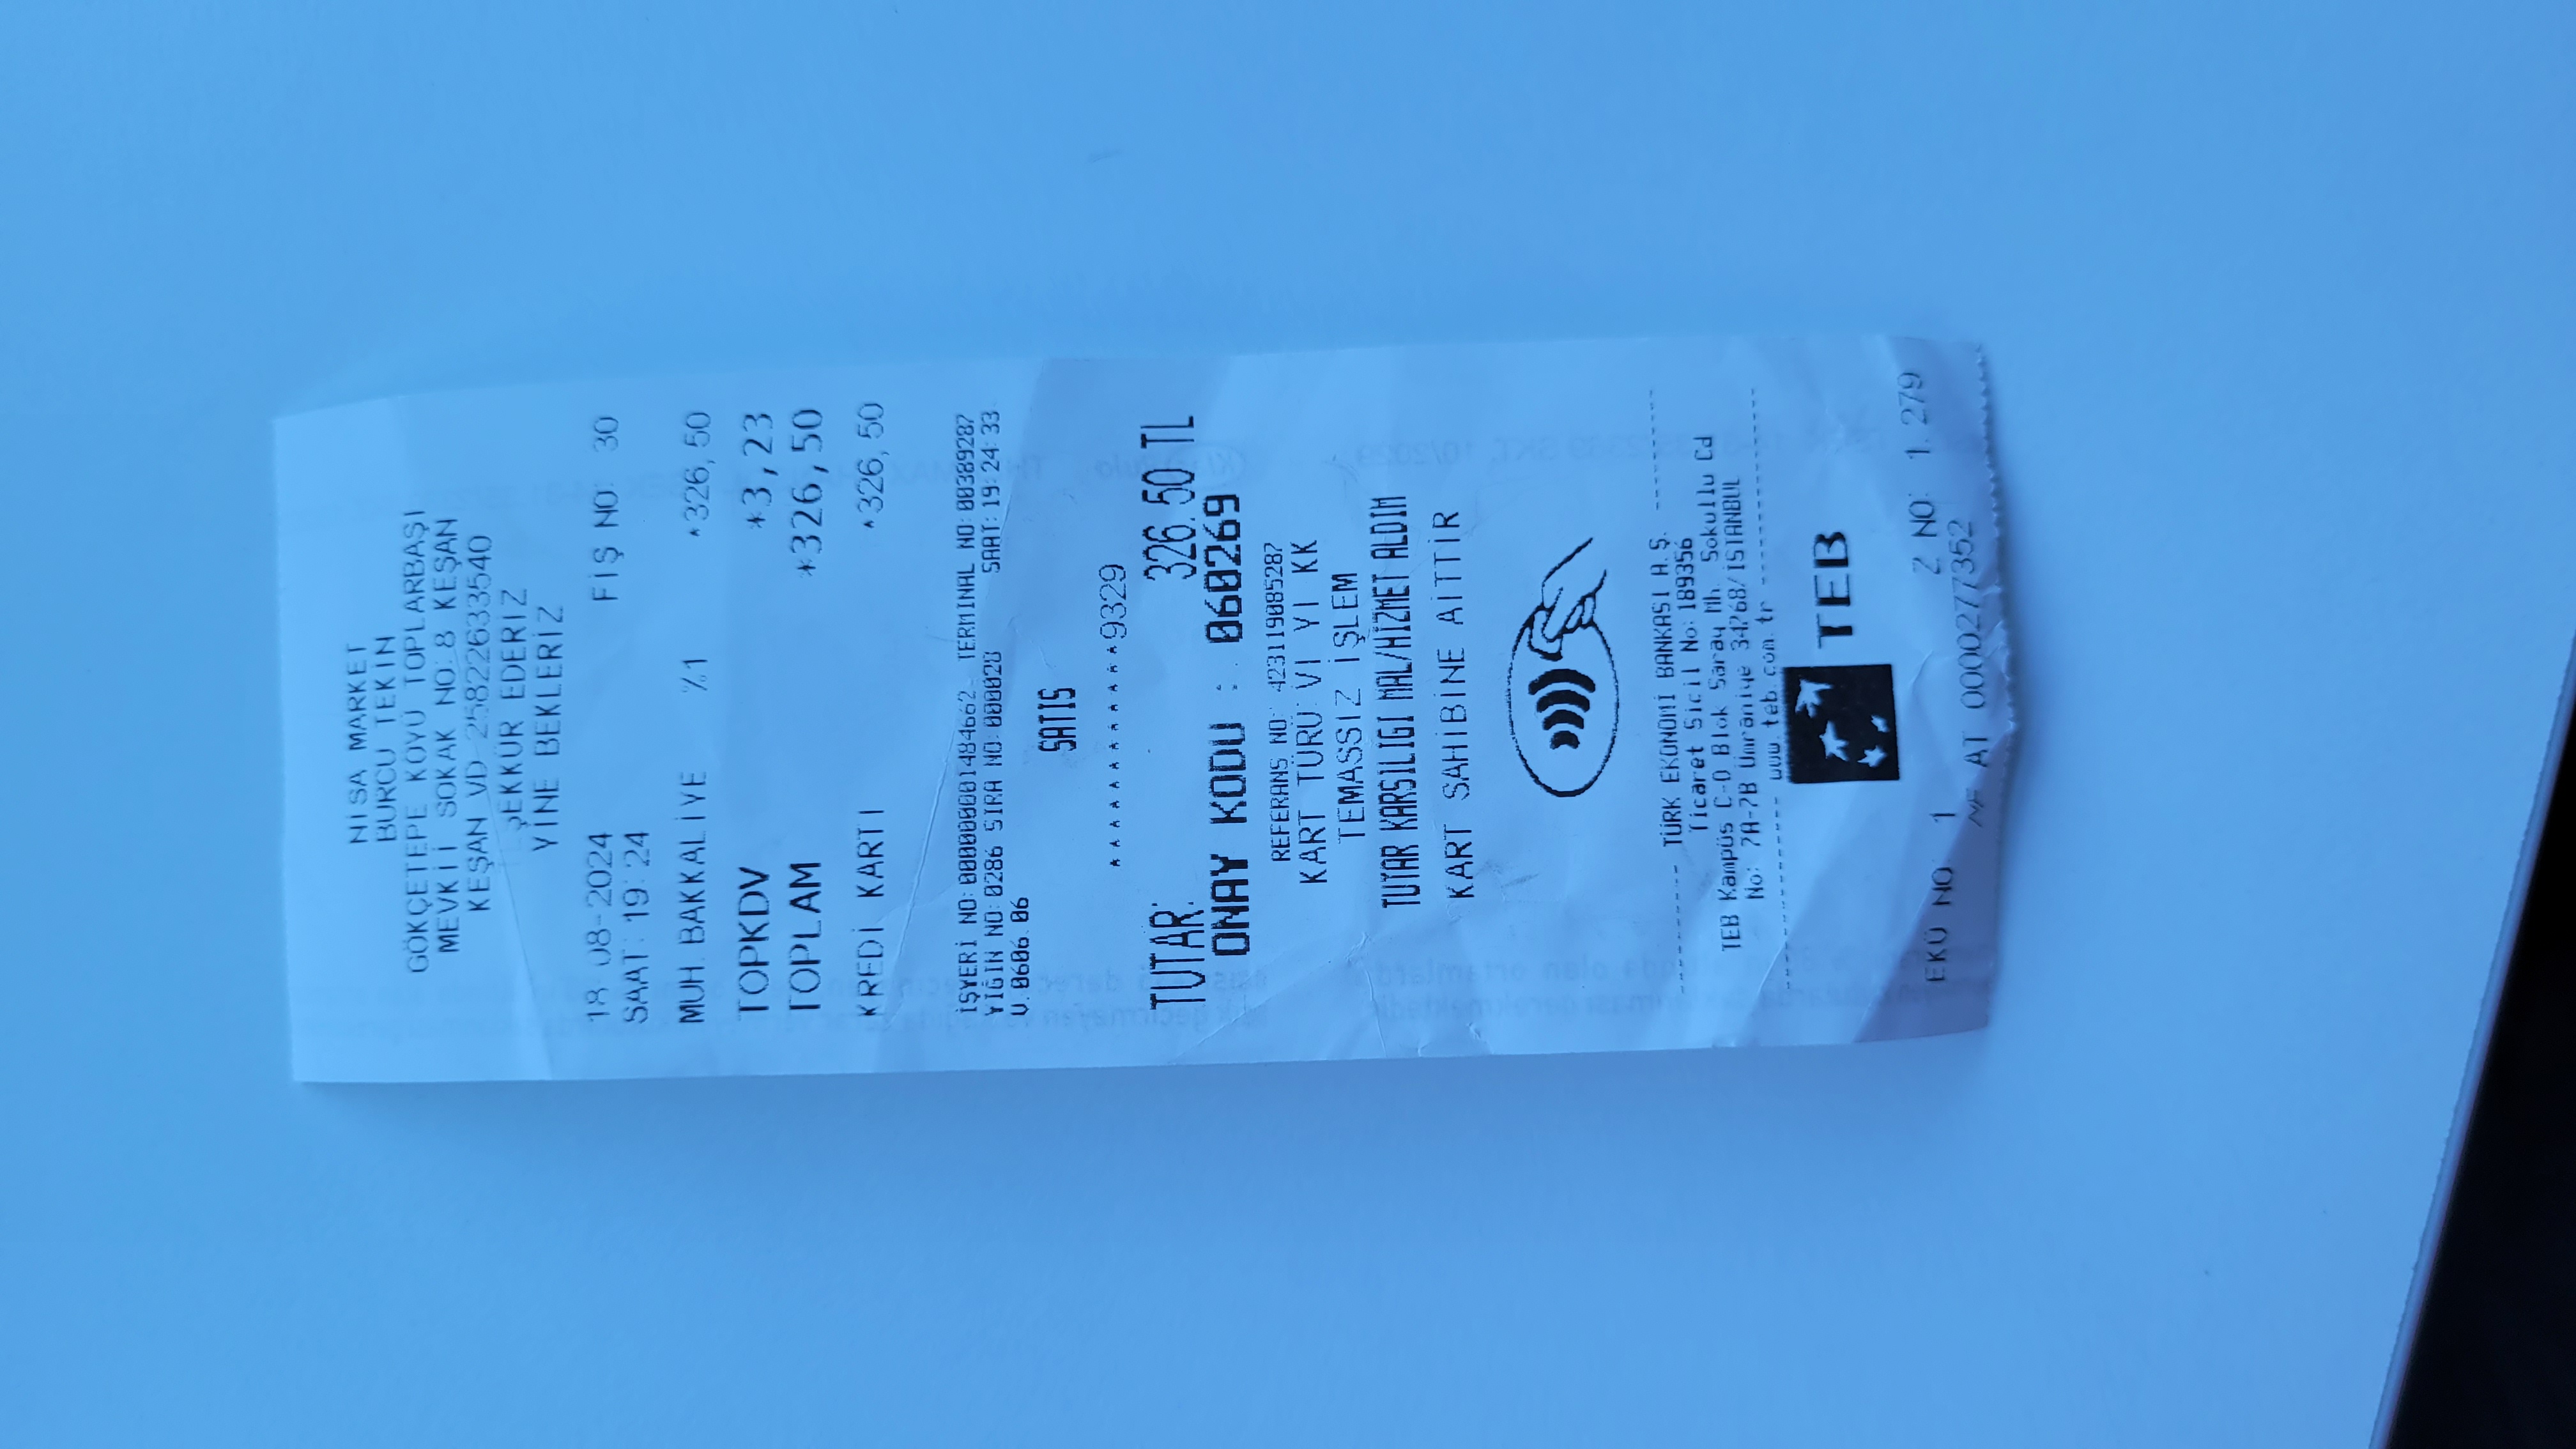 NİSA MARKET
BURCU TEKİN
GÖKÇETEPE KÖYÜ TOPLARBAŞI
MEVKİİ SOKAK NO:8 KEŞAN
KEŞAN VD 25822633540
ŞEKKÜR EDERİZ
YİNE BEKLERİZ
18-08-2024 FİŞ NO: 30
SAAT: 19:24
MUH. BAKKALİYE %1 *326,50
TOPKDV *3,23
TOPLAM *326,50
KREDİ KARTI *326,50
İŞYERİ NO:000000001484662 TERMINAL NO:00389287
YIĞIN NO:0286 SIRA NO:000028 SAAT:19:24:33
V.0606.06
SATIS
************9329
TUTAR: 326.50 TL
ONAY KODU : 060269
REFERANS NO: 423119085287
KART TÜRÜ:VI YI KK
TEMASSIZ İŞLEM
TUTAR KARSILIGI MAL/HİZMET ALDIM
KART SAHİBİNE AİTTİR
TÜRK EKONOMİ BANKASI A.Ş.
Ticaret Sicil No:189356
TEB Kampüs C-D Blok Saray Mh. Sokullu Cd
No: 7A-7B Ümraniye 34768/İSTANBUL
www.teb.com.tr
TEB
EKÜ NO: 1 Z NO: 1.279
AT 0000277352